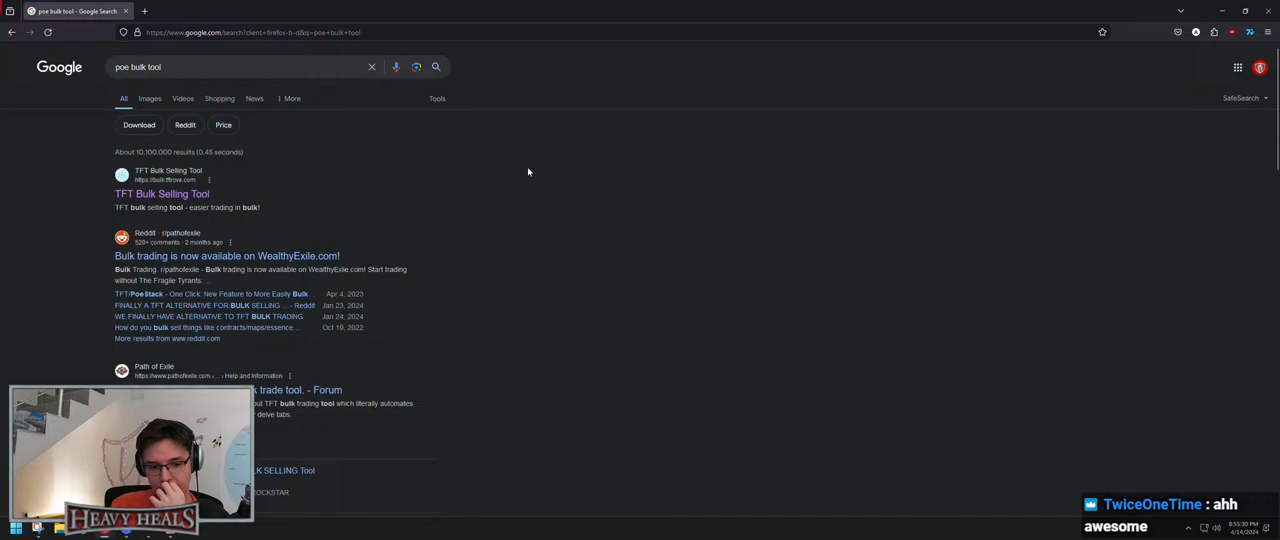 poe bulk tool - Google Search
https://www.google.com/search?client=firefox-b-d&q=poe+bulk+tool
Google
poe bulk tool
All
Images
Videos
Shopping
News
More
Tools
SafeSearch
Download
Reddit
Price
About 10,100,000 results (0.45 seconds)
TFT Bulk Selling Tool
https://bulk.tftrove.com
TFT Bulk Selling Tool
TFT bulk selling tool - easier trading in bulk!
Reddit · r/pathofexile
520+ comments · 2 months ago
Bulk trading is now available on WealthyExile.com!
Bulk Trading. r/pathofexile - Bulk trading is now available on WealthyExile.com! Start trading
without The Fragile Tyrants: ...
TFT/PoeStack - One Click: New Feature to More Easily Bulk ... Apr 4, 2023
FINALLY A TFT ALTERNATIVE FOR BULK SELLING ... - Reddit Jan 23, 2024
WE FINALLY HAVE ALTERNATIVE TO TFT BULK TRADING Jan 24, 2024
How do you bulk sell things like contracts/maps/essence ... Oct 19, 2022
More results from www.reddit.com
Path of Exile
https://www.pathofexile.com › ... › Help and Information
k trade tool. - Forum
out TFT bulk trading tool which literally automates
delve tabs.
LK SELLING Tool
ROCKSTAR
HEAVY HEALS
TwiceOneTime : ahh
awesome
8:55:30 PM
4/14/2024